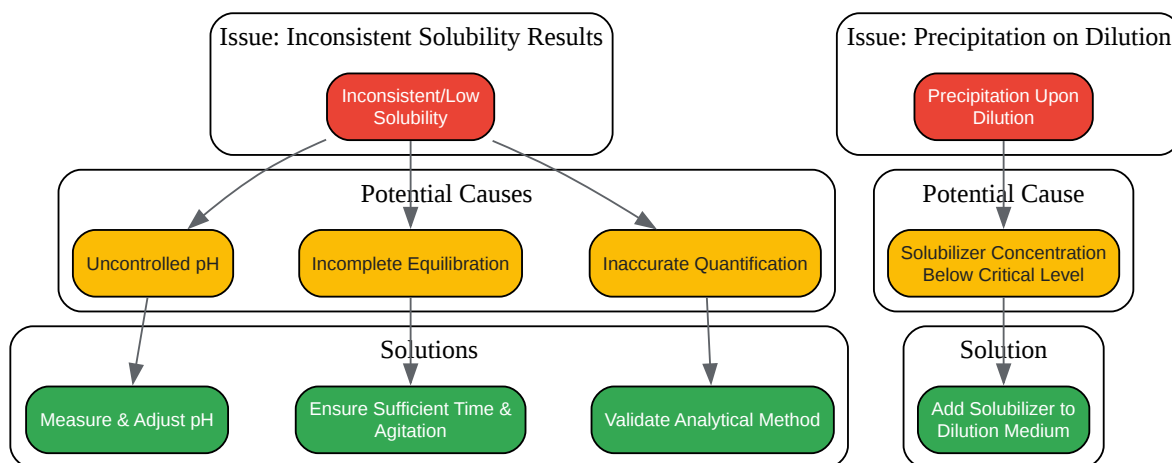 Issue: Inconsistent Solubility Results
Inconsistent/Low
Solubility
Potential Causes
Uncontrolled pH
Incomplete Equilibration
Inaccurate Quantification
Solutions
Measure & Adjust pH
Ensure Sufficient Time &
Agitation
Validate Analytical Method
Issue: Precipitation on Dilution
Precipitation Upon
Dilution
Potential Cause
Solubilizer Concentration
Below Critical Level
Solution
Add Solubilizer to
Dilution Medium